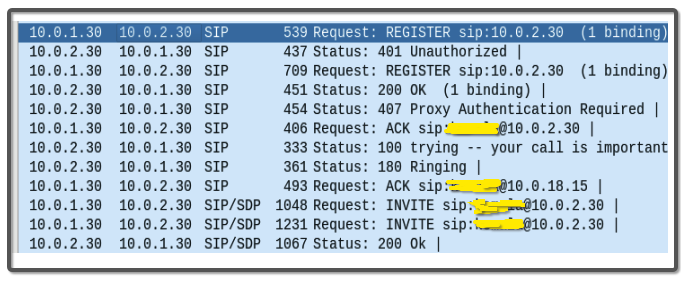 10.0.1.30 10.0.2.30 SIP 539 Request: REGISTER sip:10.0.2.30 (1 binding)
10.0.2.30 10.0.1.30 SIP 437 Status: 401 Unauthorized |
10.0.1.30 10.0.2.30 SIP 709 Request: REGISTER sip:10.0.2.30 (1 binding)
10.0.2.30 10.0.1.30 SIP 451 Status: 200 OK (1 binding) |
10.0.2.30 10.0.1.30 SIP 454 Status: 407 Proxy Authentication Required |
10.0.1.30 10.0.2.30 SIP 406 Request: ACK sip: @10.0.2.30 |
10.0.2.30 10.0.1.30 SIP 333 Status: 100 trying -- your call is important
10.0.2.30 10.0.1.30 SIP 361 Status: 180 Ringing |
10.0.1.30 10.0.2.30 SIP 493 Request: ACK sip: @10.0.18.15 |
10.0.1.30 10.0.2.30 SIP/SDP 1048 Request: INVITE sip: @10.0.2.30 |
10.0.1.30 10.0.2.30 SIP/SDP 1231 Request: INVITE sip: @10.0.2.30 |
10.0.2.30 10.0.1.30 SIP/SDP 1067 Status: 200 Ok |